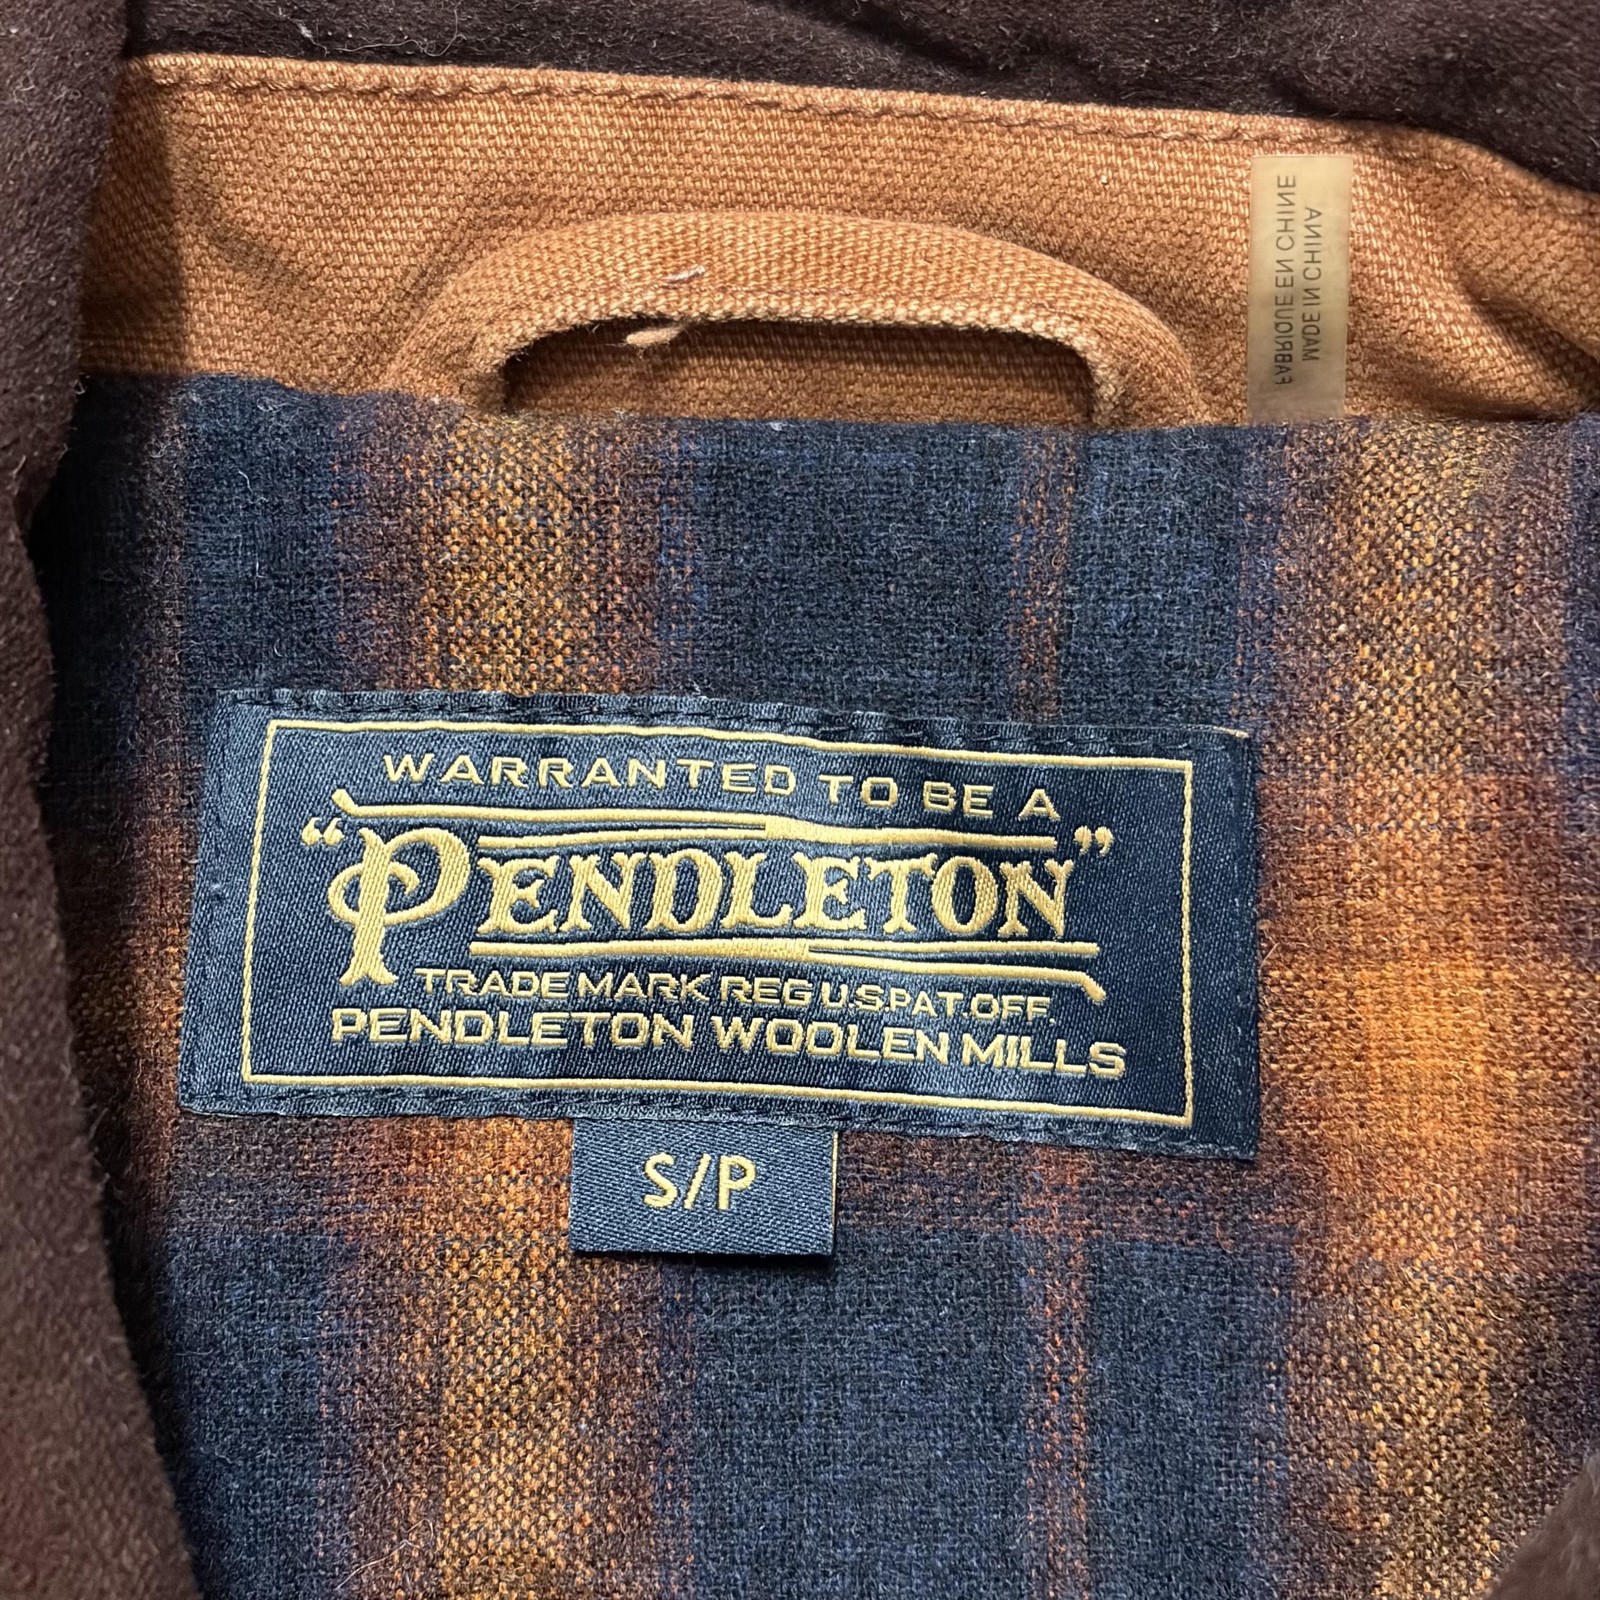 FABRIQUE EN CHINE
MADE IN CHINA
WARRANTED TO BE A
"PENDLETON"
TRADE MARK REG U.S.PAT.OFF.
PENDLETON WOOLEN MILLS
S/P